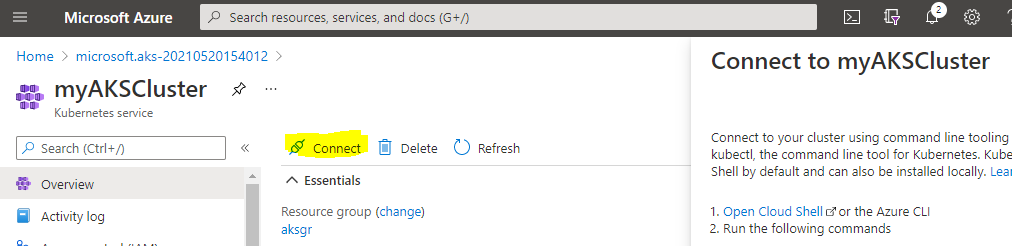 Microsoft Azure
Search resources, services, and docs (G+/)
2
Home > microsoft.aks-20210520154012 >
myAKSCluster
...
Kubernetes service
Search (Ctrl+/)
«
Overview
Activity log
Connect
Delete
Refresh
Essentials
Resource group (change)
aksgr
Connect to myAKSCluster
Connect to your cluster using command line tooling
kubectl, the command line tool for Kubernetes. Kube
Shell by default and can also be installed locally. Lear
1. Open Cloud Shell or the Azure CLI
2. Run the following commands